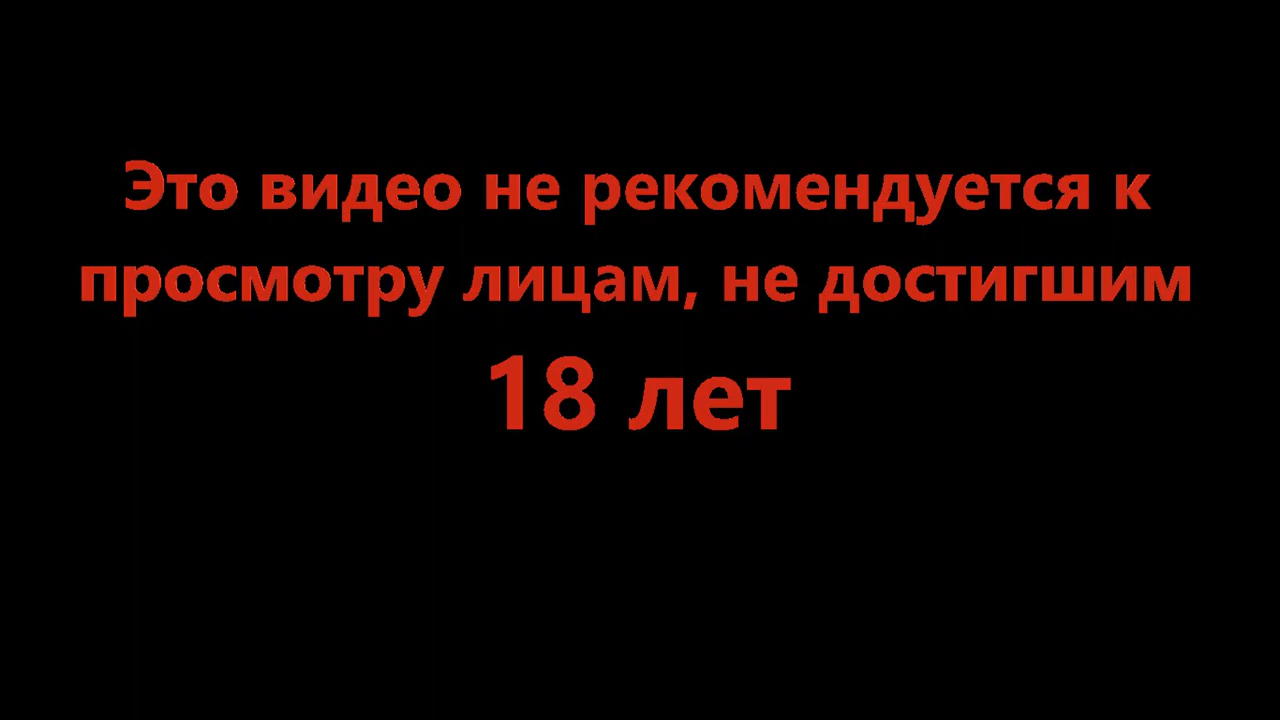 Это видео не рекомендуется к
просмотру лицам, не достигшим
18 лет